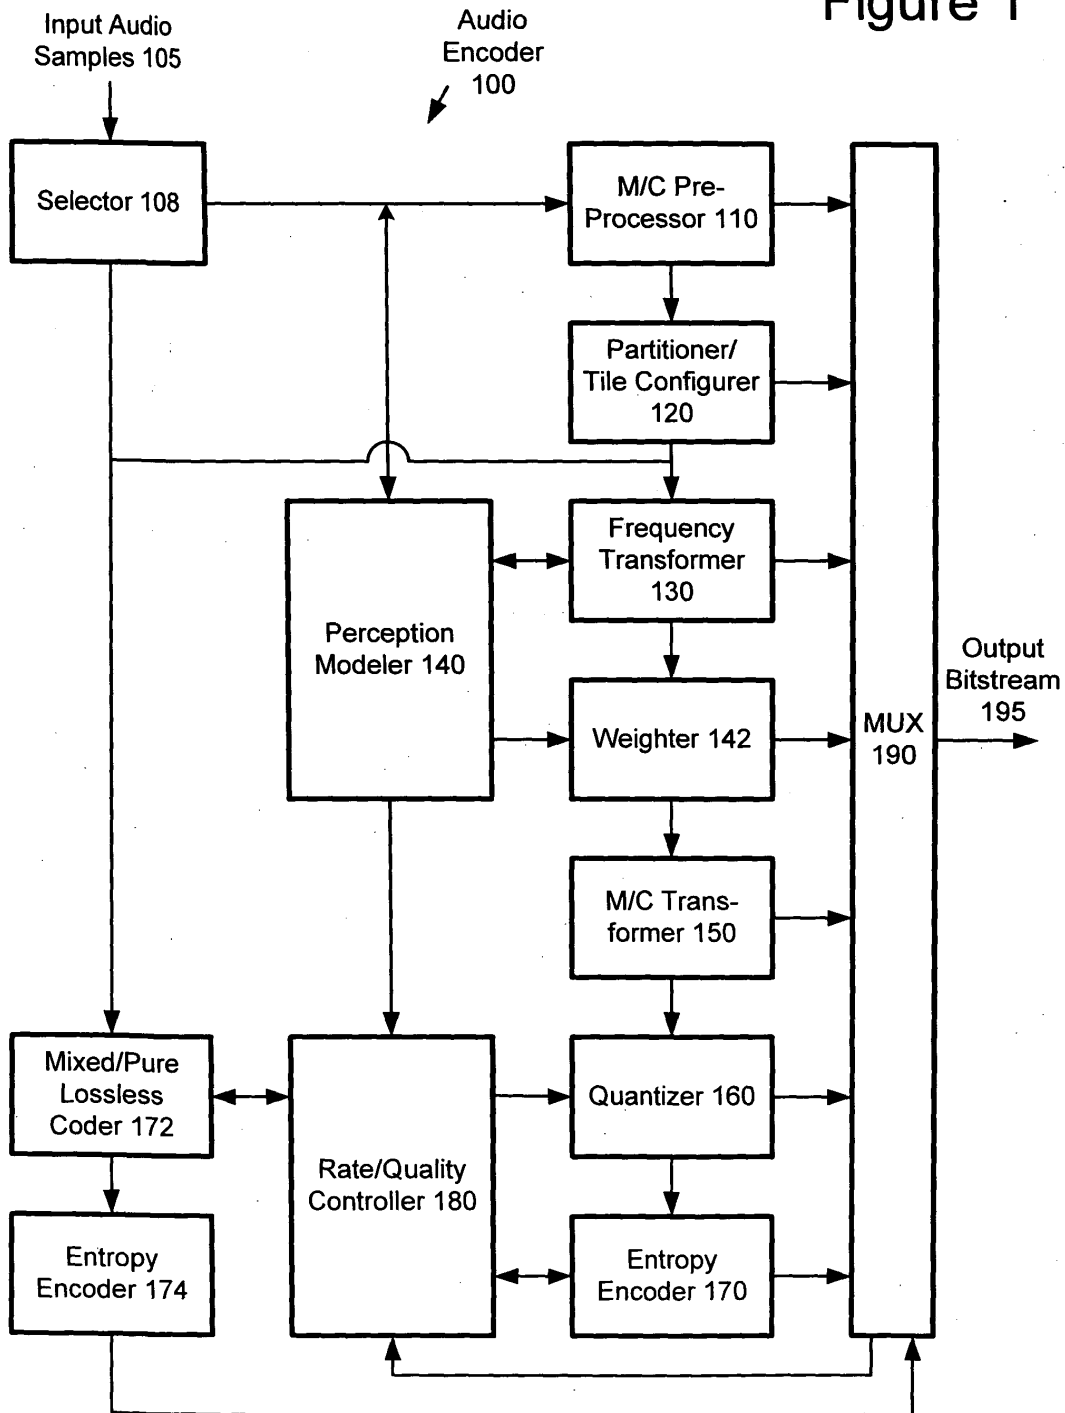 Figure 1
Input Audio
Samples 105
Audio
Encoder
100
Selector 108
M/C Pre-
Processor 110
Partitioner/
Tile Configurer
120
Frequency
Transformer
130
Perception
Modeler 140
Weighter 142
MUX
190
Output
Bitstream
195
M/C Trans-
former 150
Mixed/Pure
Lossless
Coder 172
Rate/Quality
Controller 180
Quantizer 160
Entropy
Encoder 174
Entropy
Encoder 170